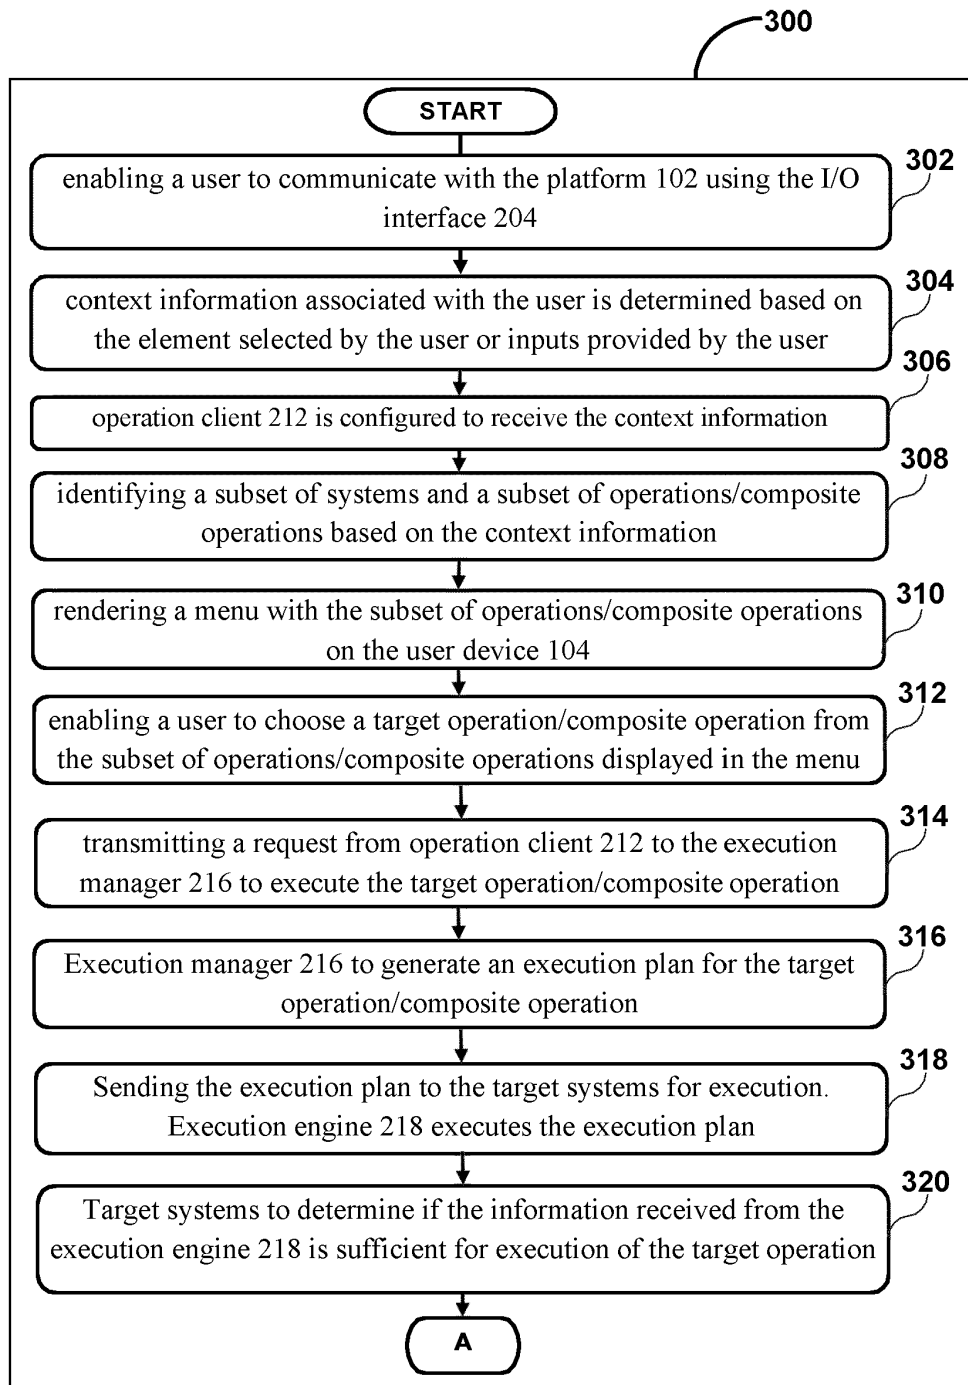 300
START
302
enabling a user to communicate with the platform 102 using the I/O
interface 204
304
context information associated with the user is determined based on
the element selected by the user or inputs provided by the user
306
operation client 212 is configured to receive the context information
308
identifying a subset of systems and a subset of operations/composite
operations based on the context information
310
rendering a menu with the subset of operations/composite operations
on the user device 104
312
enabling a user to choose a target operation/composite operation from
the subset of operations/composite operations displayed in the menu
314
transmitting a request from operation client 212 to the execution
manager 216 to execute the target operation/composite operation
316
Execution manager 216 to generate an execution plan for the target
operation/composite operation
318
Sending the execution plan to the target systems for execution.
Execution engine 218 executes the execution plan
320
Target systems to determine if the information received from the
execution engine 218 is sufficient for execution of the target operation
A